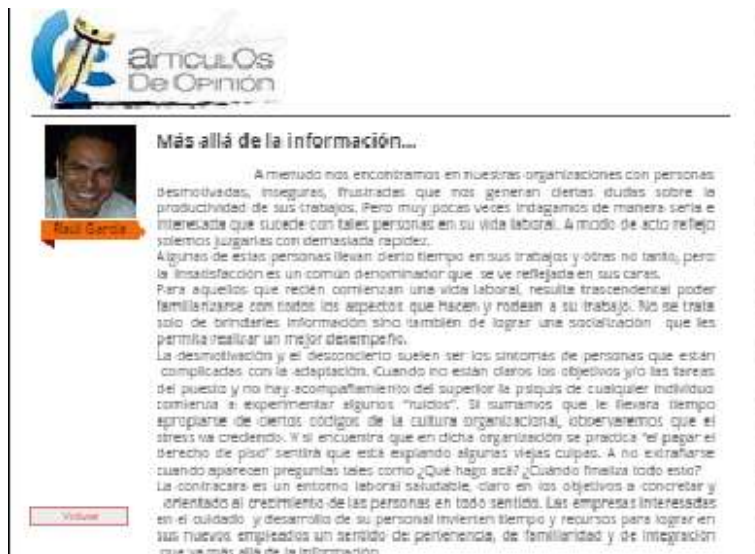 artículOs
De Opinión
Más allá de la información...
Raúl García
A menudo nos encontramos en nuestras organizaciones con personas
desmotivadas, inseguras, frustradas que nos generan ciertas dudas sobre la
productividad de sus trabajos. Pero muy pocas veces indagamos de manera seria e
interesada que sucede con tales personas en su vida laboral. A modo de acto reflejo
solemos juzgarlas con demasiada rapidez.
Algunas de estas personas llevan cierto tiempo en sus trabajos y otras no tanto, pero
la insatisfacción es un común denominador que se ve reflejada en sus caras.
Para aquellos que recién comienzan una vida laboral, resulta trascendental poder
familiarizarse con todos los aspectos que hacen y rodean a su trabajo. No se trata
solo de brindarles información sino también de lograr una socialización que les
permita realizar un mejor desempeño.
La desmotivación y el desconcierto suelen ser los síntomas de personas que están
complicadas con la adaptación. Cuando no están claros los objetivos y/o las tareas
del puesto y no hay acompañamiento del superior la psiquis de cualquier individuo
comienza a experimentar algunos "ruidos". Si sumamos que le llevara tiempo
apropiarse de ciertos códigos de la cultura organizacional, observaremos que el
stress va creciendo. Y si encuentra que en dicha organización se practica "el pagar el
derecho de piso" sentirá que está expiando algunas viejas culpas. A no extrañarse
cuando aparecen preguntas tales como ¿Qué hago acá? ¿Cuándo finaliza todo esto?
La contracara es un entorno laboral saludable, claro en los objetivos a concretar y
orientado al crecimiento de las personas en todo sentido. Las empresas interesadas
en el cuidado y desarrollo de su personal invierten tiempo y recursos para lograr en
sus nuevos empleados un sentido de pertenencia, de familiaridad y de integración
que va más allá de la información.
Volver